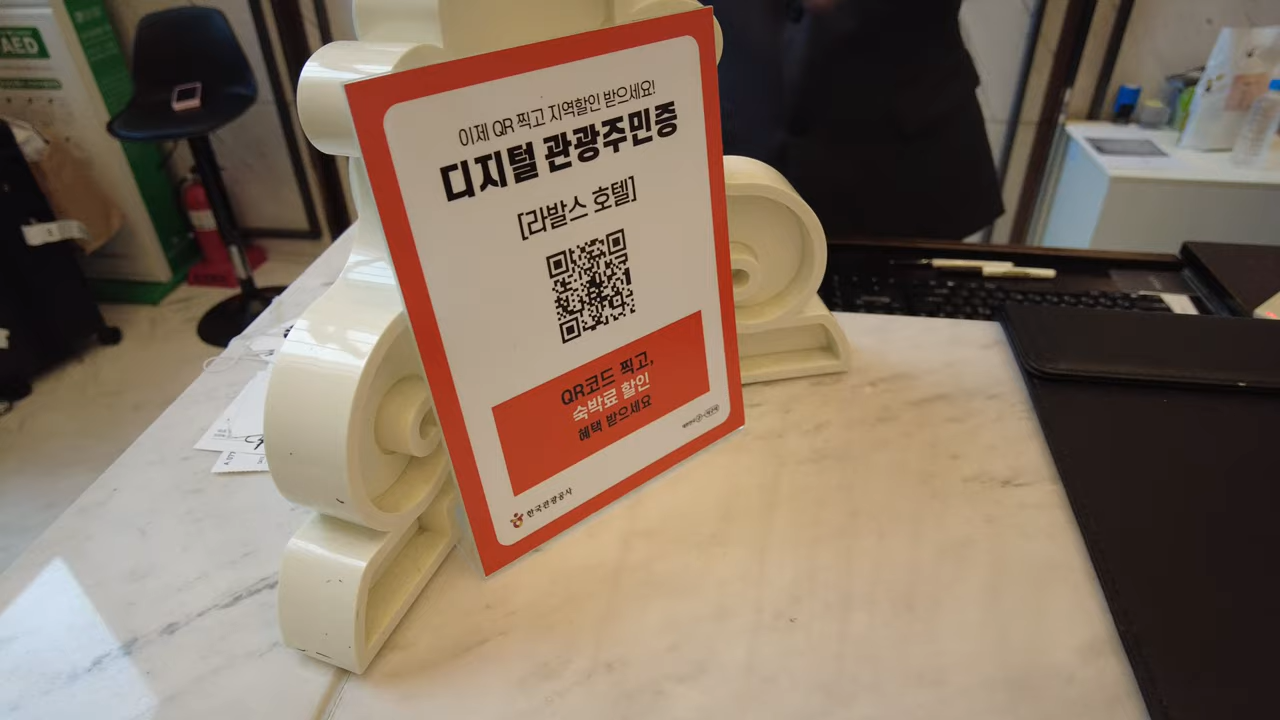 AED
이제 QR 찍고 지역할인 받으세요!
디지털 관광주민증
[라발스 호텔]
QR코드 찍고,
숙박료 할인
혜택 받으세요
한국관광공사